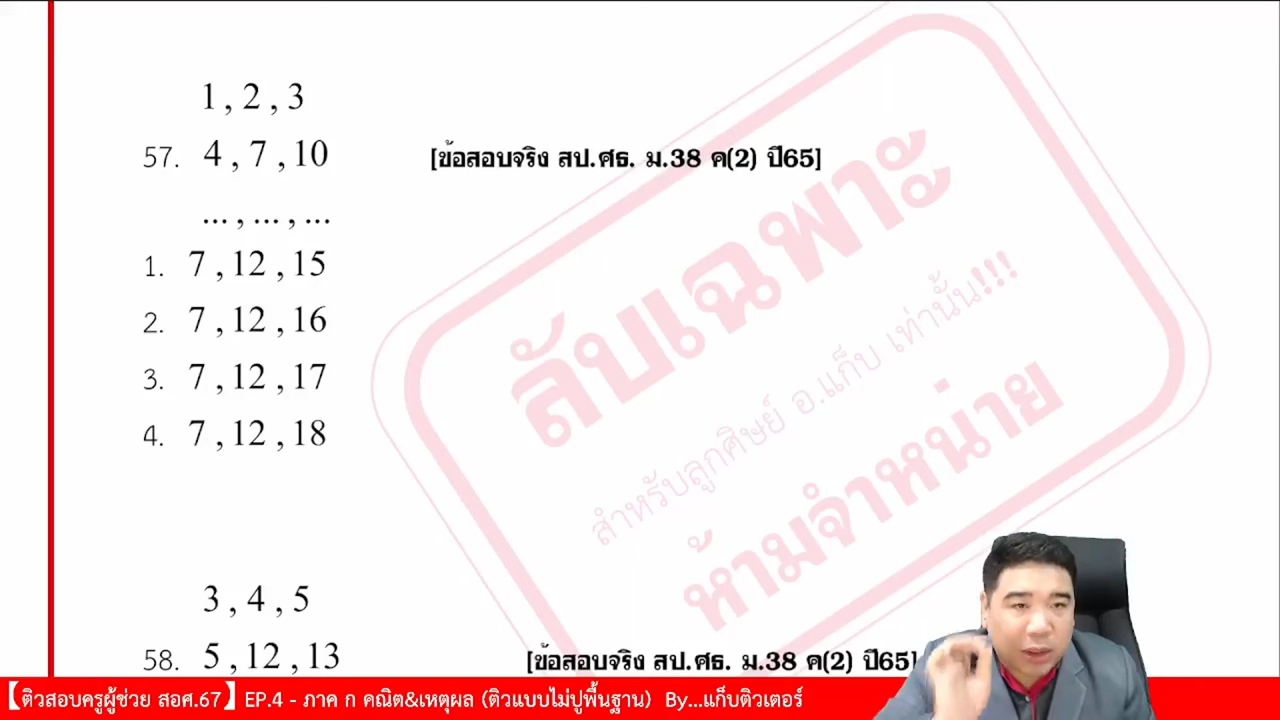 1 , 2 , 3
57. 4 , 7 , 10 [ข้อสอบจริง สป.ศธ. ม.38 ค(2) ปี65]
... , ... , ...
1. 7 , 12 , 15
2. 7 , 12 , 16
3. 7 , 12 , 17
4. 7 , 12 , 18
ลับเฉพาะ
สำหรับลูกศิษย์ อ.แก็บ เท่านั้น!!!
ห้ามจำหน่าย
3 , 4 , 5
58. 5 , 12 , 13 [ข้อสอบจริง สป.ศธ. ม.38 ค(2) ปี65]
【ติวสอบครูผู้ช่วย สอศ.67】 EP.4 - ภาค ก คณิต&เหตุผล (ติวแบบไม่ปูพื้นฐาน) By...แก็บติวเตอร์